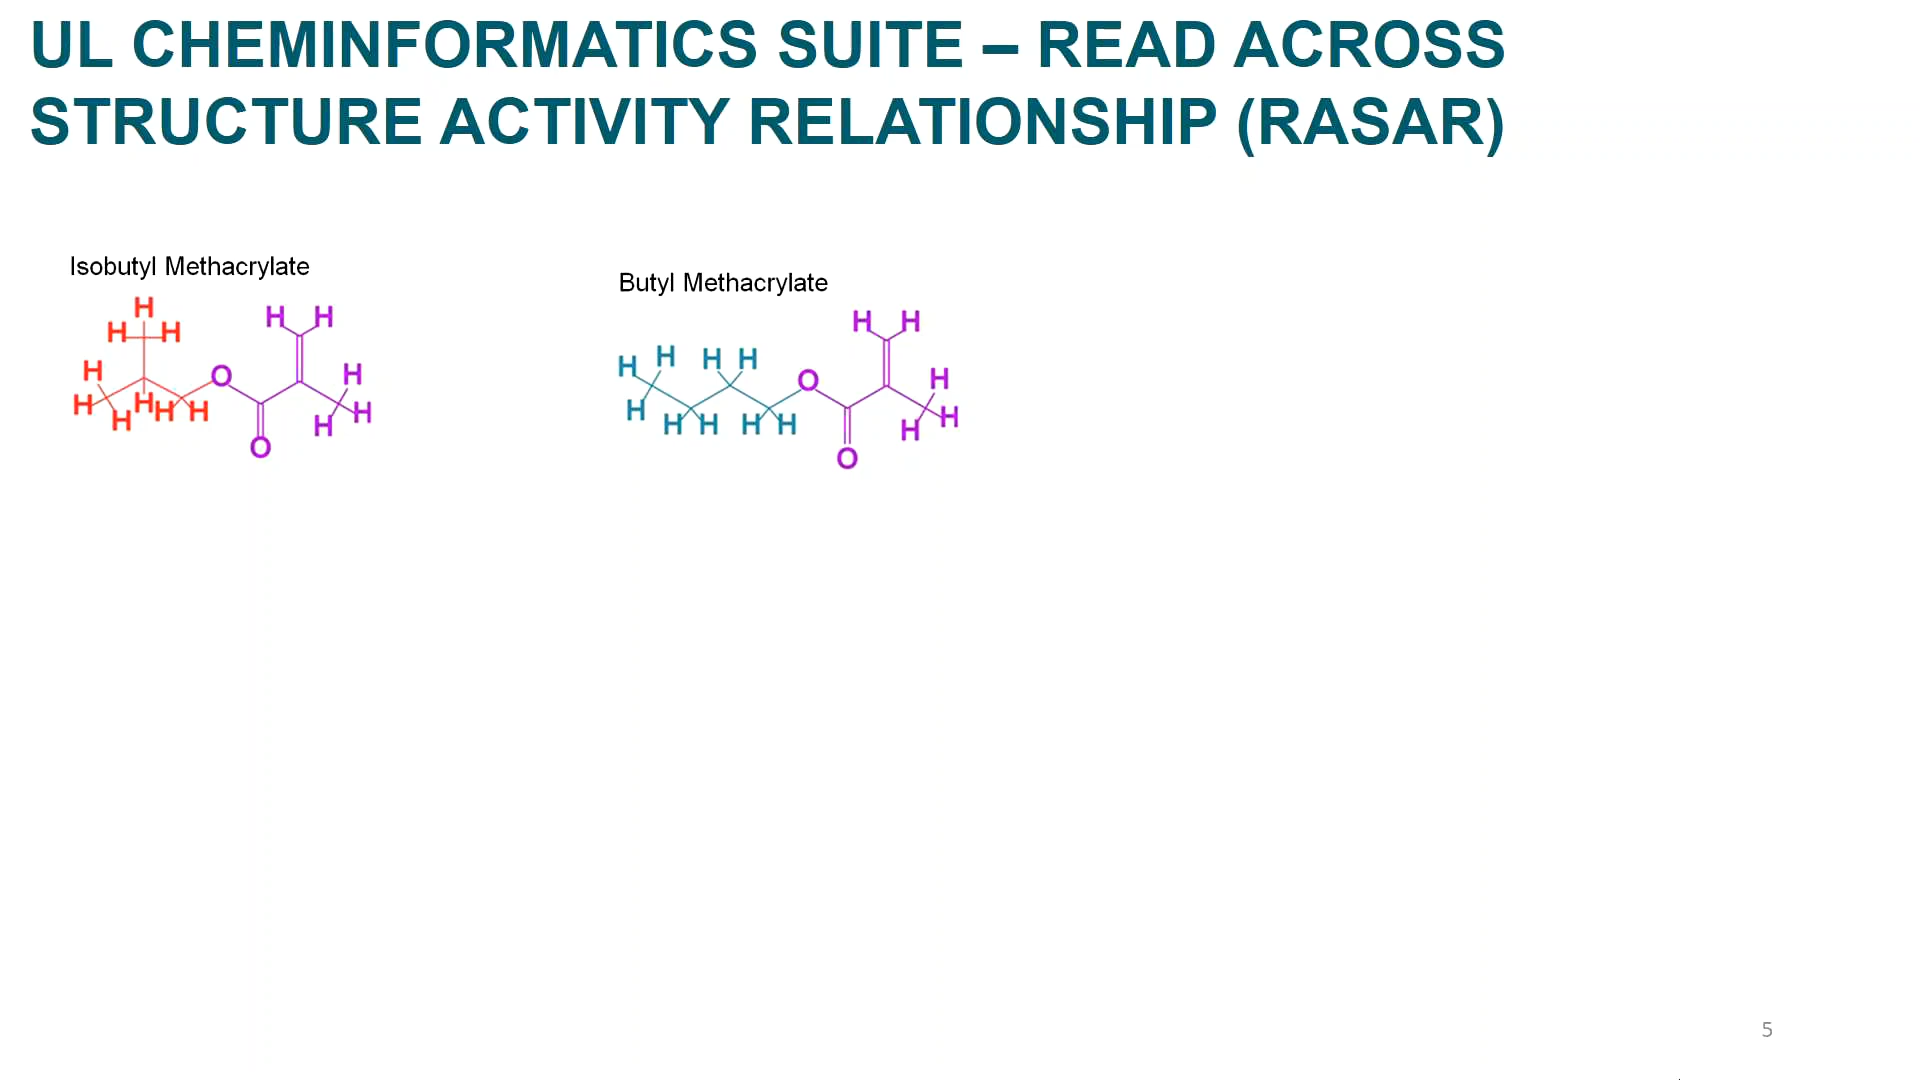 UL CHEMINFORMATICS SUITE – READ ACROSS
STRUCTURE ACTIVITY RELATIONSHIP (RASAR)
Isobutyl Methacrylate
H
H H
H
H
H
H
H
H
O
O
H H
H
H
H
Butyl Methacrylate
H
H
H
H H
H H
H H
O
O
H H
H
H
H
5